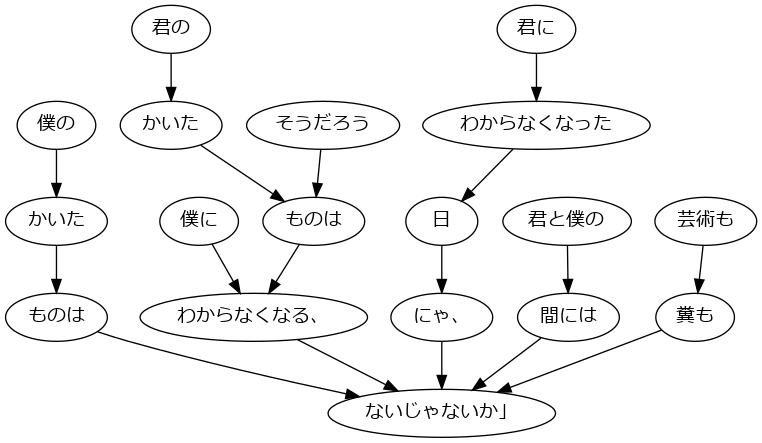 君の
君に
僕の
かいた
そうだろう
わからなくなった
かいた
僕に
ものは
日
君と僕の
芸術も
ものは
わからなくなる、
にゃ、
間には
糞も
ないじゃないか」